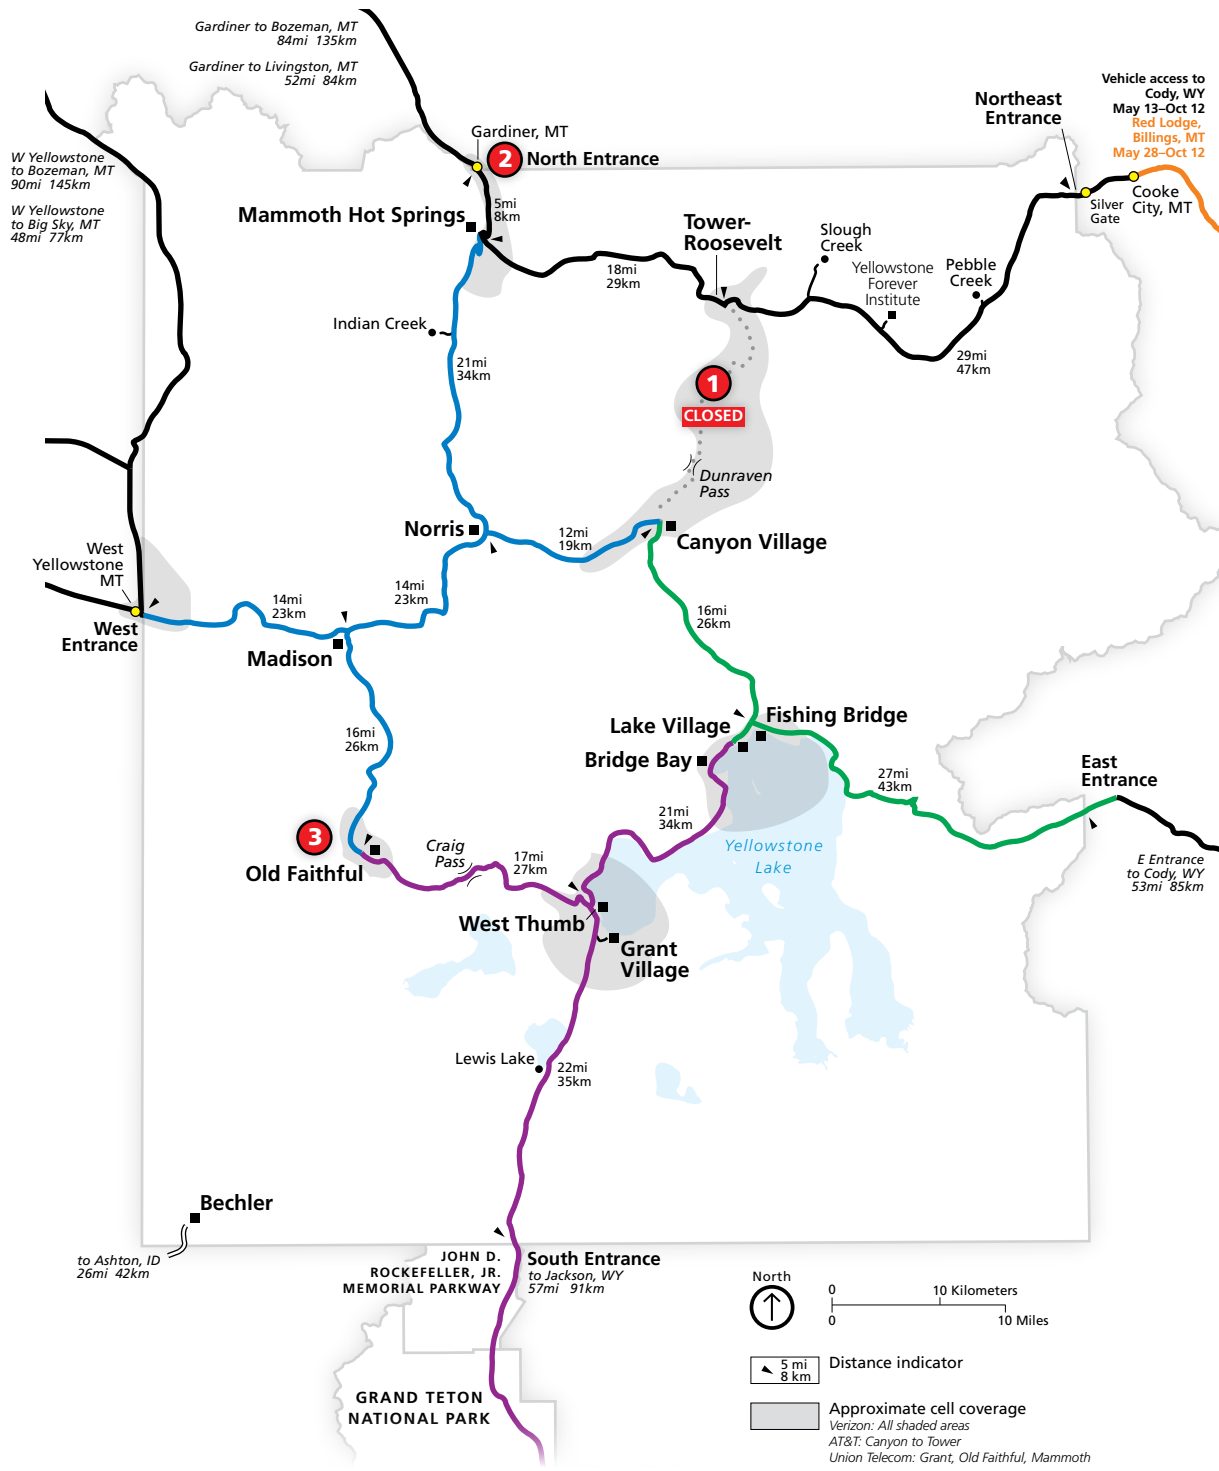 Gardiner to Bozeman, MT
84mi 135km
Gardiner to Livingston, MT
52mi 84km
Vehicle access to
Cody, WY
May 13–Oct 12
Red Lodge,
Billings, MT
May 28–Oct 12
Northeast
Entrance
Gardiner, MT
2 North Entrance
W Yellowstone
to Bozeman, MT
90mi 145km
W Yellowstone
to Big Sky, MT
48mi 77km
Silver
Gate
Cooke
City, MT
5mi
8km
Mammoth Hot Springs
Tower-
Roosevelt
Slough
Creek
Yellowstone
Forever
Institute
Pebble
Creek
18mi
29km
Indian Creek
21mi
34km
29mi
47km
1
CLOSED
Dunraven
Pass
Norris
12mi
19km
Canyon Village
West
Yellowstone
MT
West
Entrance
14mi
23km
14mi
23km
Madison
16mi
26km
16mi
26km
Lake Village
Fishing Bridge
Bridge Bay
27mi
43km
East
Entrance
21mi
34km
Yellowstone
Lake
E Entrance
to Cody, WY
53mi 85km
3
Old Faithful
Craig
Pass
17mi
27km
West Thumb
Grant
Village
Lewis Lake
22mi
35km
Bechler
to Ashton, ID
26mi 42km
JOHN D.
ROCKEFELLER, JR.
MEMORIAL PARKWAY
South Entrance
to Jackson, WY
57mi 91km
GRAND TETON
NATIONAL PARK
North
0 10 Kilometers
0 10 Miles
5 mi
8 km
Distance indicator
Approximate cell coverage
Verizon: All shaded areas
AT&T: Canyon to Tower
Union Telecom: Grant, Old Faithful, Mammoth